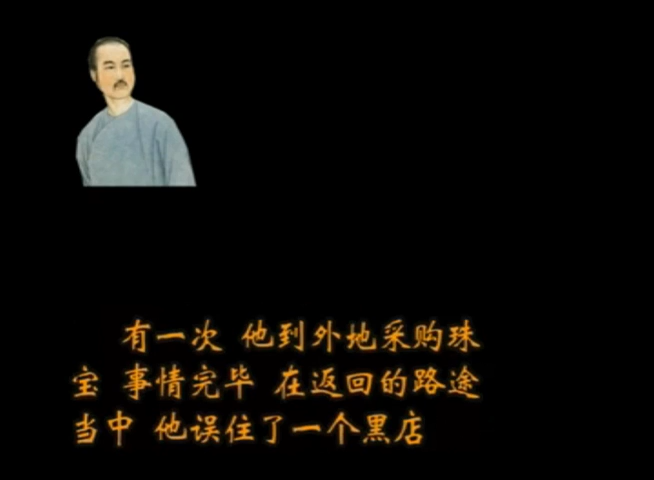 有一次 他到外地采购珠
宝 事情完毕 在返回的路途
当中 他误住了一个黑店